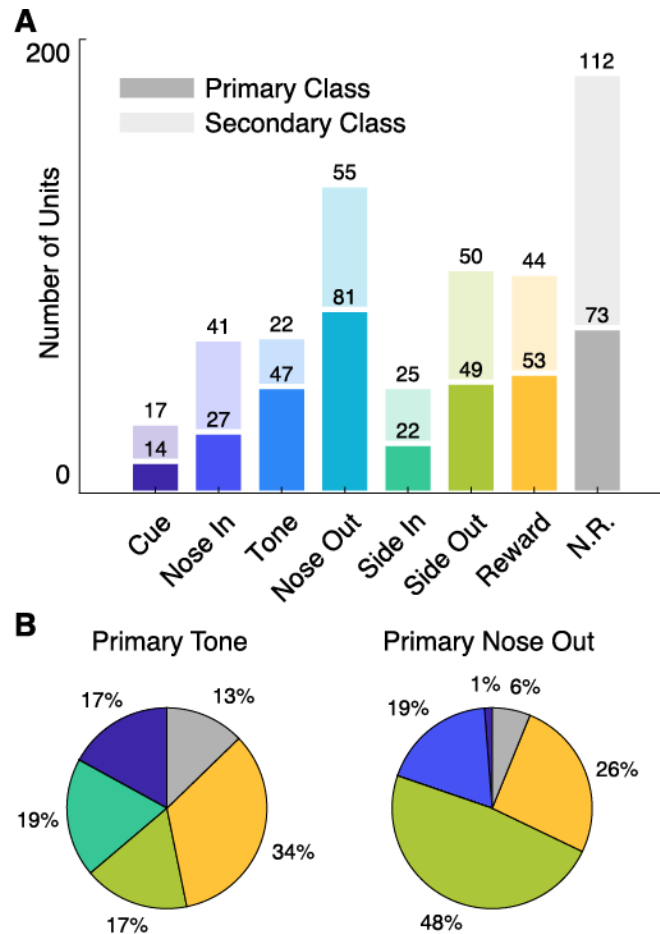 A
200
Primary Class
Secondary Class
Number of Units
0
112
55
81
50
44
41
22
73
47
53
49
25
27
22
17
14
Cue
Nose In
Tone
Nose Out
Side In
Side Out
Reward
N.R.
B
Primary Tone
Primary Nose Out
17%
13%
19%
34%
17%
1%
6%
19%
26%
48%